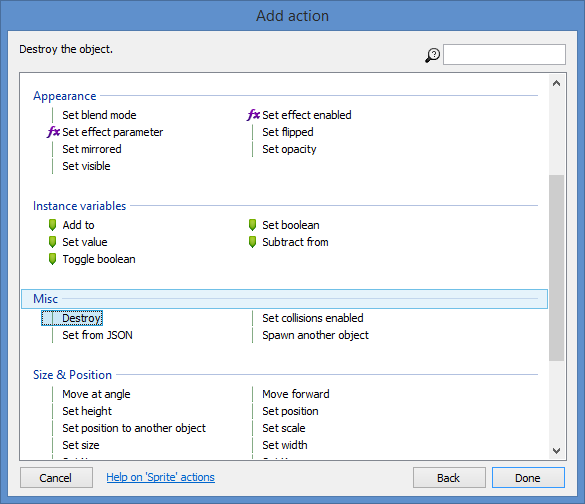 Add action
Destroy the object.
Appearance
Set blend mode
fx Set effect enabled
fx Set effect parameter
Set flipped
Set mirrored
Set opacity
Set visible
Instance variables
Add to
Set boolean
Set value
Subtract from
Toggle boolean
Misc
Destroy
Set collisions enabled
Set from JSON
Spawn another object
Size & Position
Move at angle
Move forward
Set height
Set position
Set position to another object
Set scale
Set size
Set width
Cancel
Help on 'Sprite' actions
Back
Done